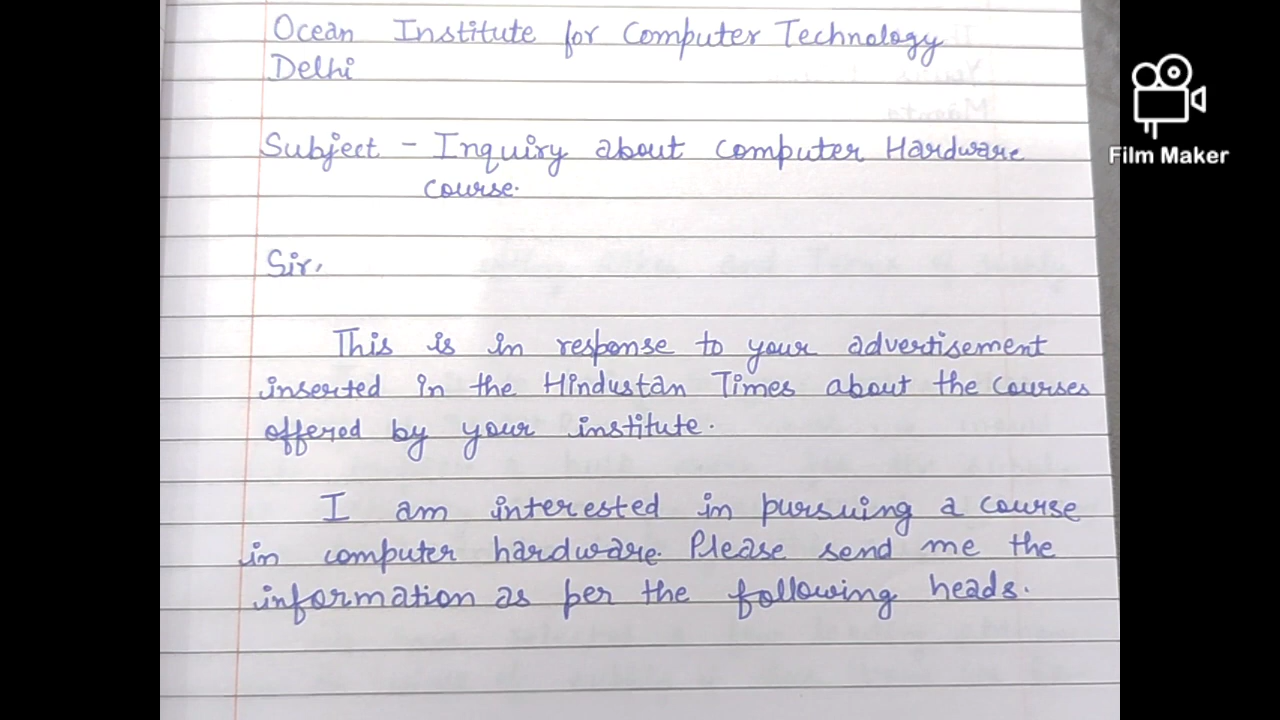 Ocean Institute for Computer Technology
Delhi
Subject - Inquiry about computer Hardware
course.
Sir,
This is in response to your advertisement
inserted in the Hindustan Times about the courses
offered by your institute.
I am interested in pursuing a course
in computer hardware. Please send me the
information as per the following heads.
Film Maker